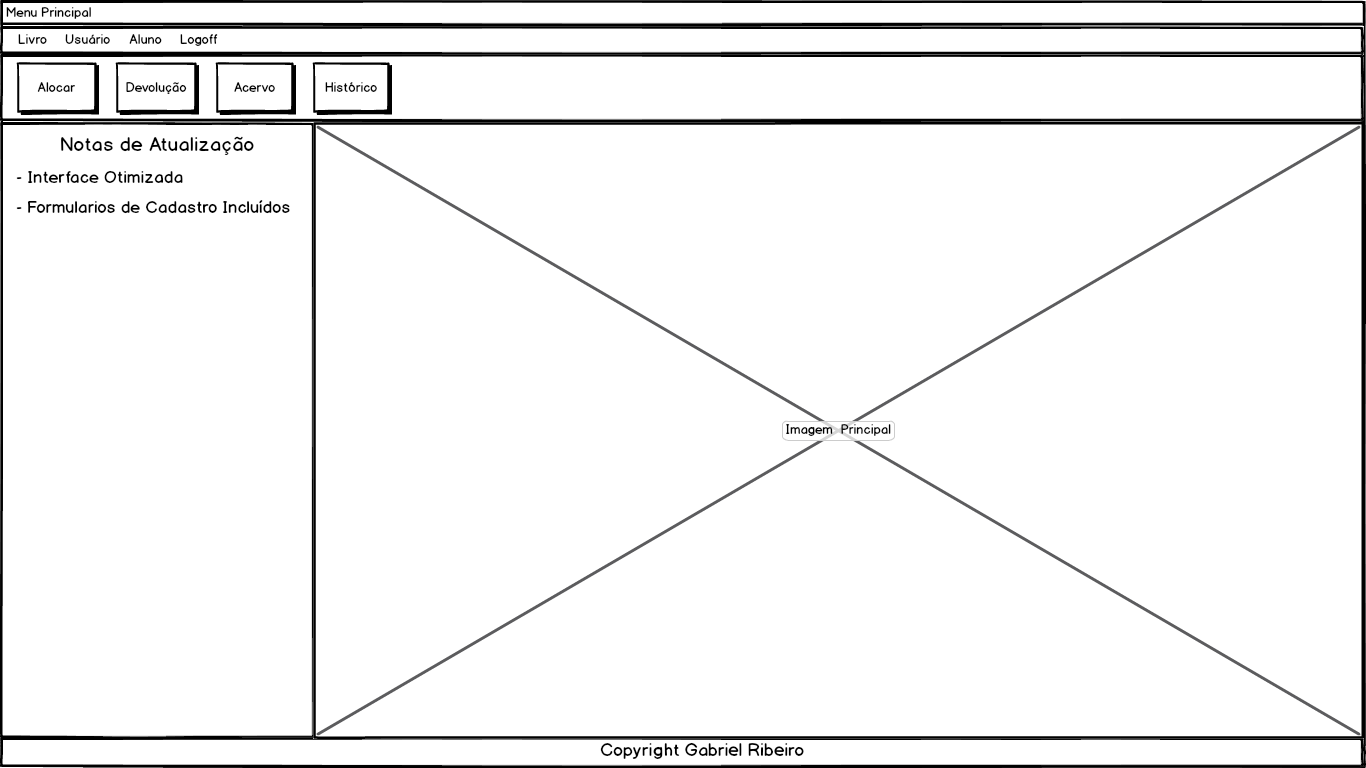 Menu Principal
Livro Usuário Aluno Logoff
Alocar Devolução Acervo Histórico
Notas de Atualização
- Interface Otimizada
- Formularios de Cadastro Incluídos
Imagem Principal
Copyright Gabriel Ribeiro